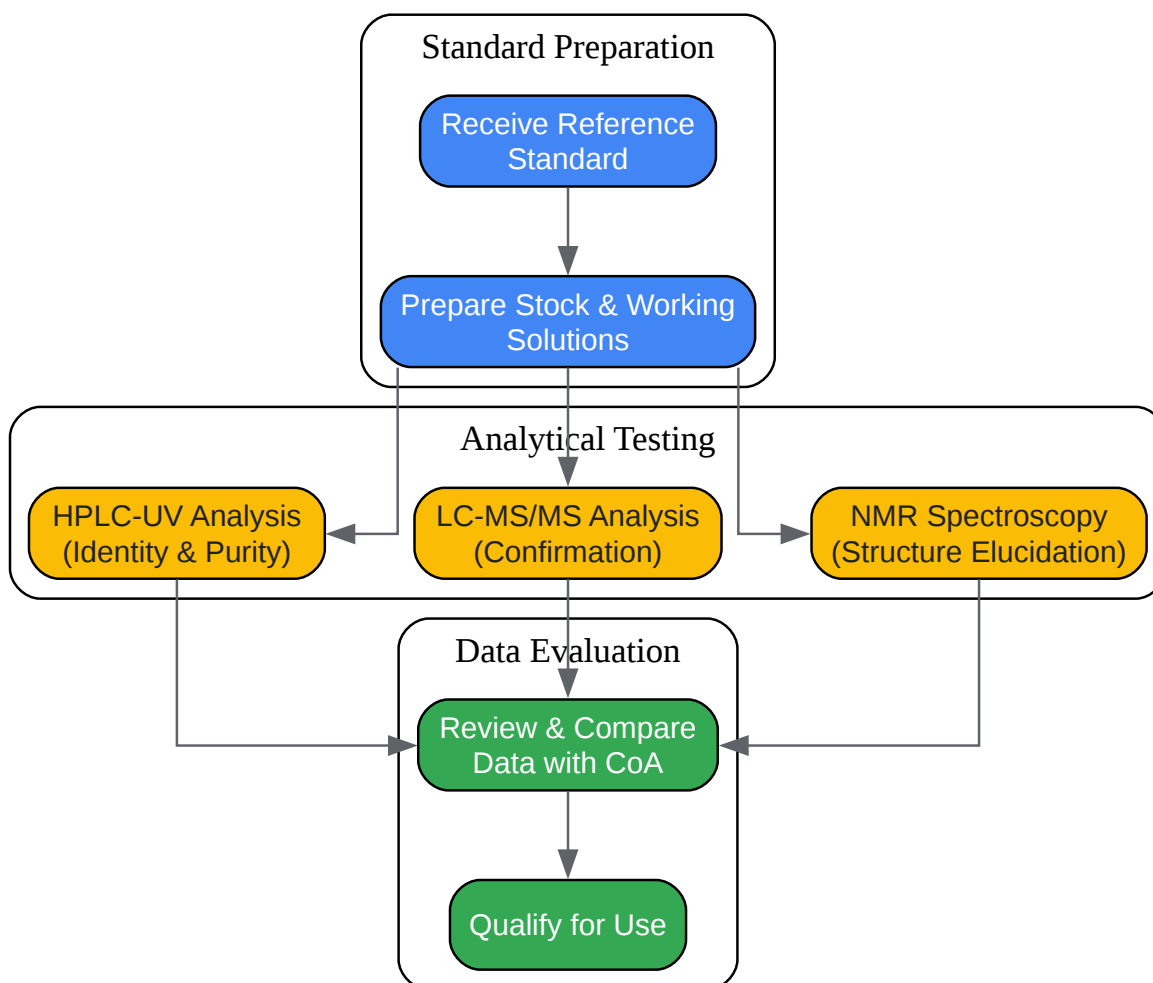 Standard Preparation
Receive Reference
Standard
Prepare Stock & Working
Solutions
Analytical Testing
HPLC-UV Analysis
(Identity & Purity)
LC-MS/MS Analysis
(Confirmation)
NMR Spectroscopy
(Structure Elucidation)
Data Evaluation
Review & Compare
Data with CoA
Qualify for Use